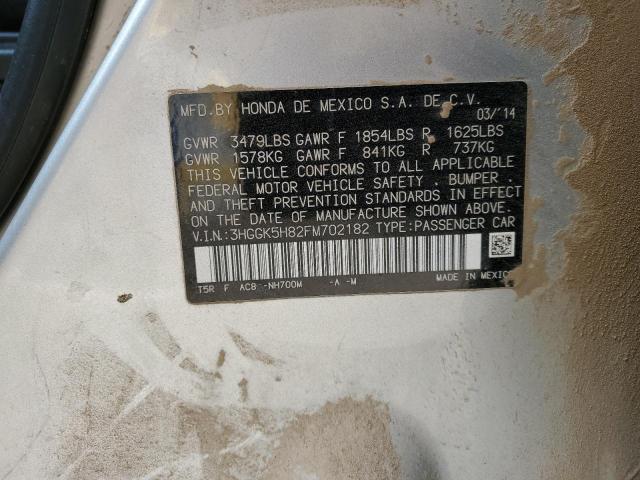 MFD.BY HONDA DE MEXICO S.A. DE C.V.
03/'14
GVWR 3479LBS GAWR F 1854LBS R 1625LBS
GVWR 1578KG GAWR F 841KG R 737KG
THIS VEHICLE CONFORMS TO ALL APPLICABLE
FEDERAL MOTOR VEHICLE SAFETY . BUMPER .
AND THEFT PREVENTION STANDARDS IN EFFECT
ON THE DATE OF MANUFACTURE SHOWN ABOVE.
V.I.N.:3HGGK5H82FM702182 TYPE:PASSENGER CAR
T5R F AC8 -NH700M -A -M MADE IN MEXICO